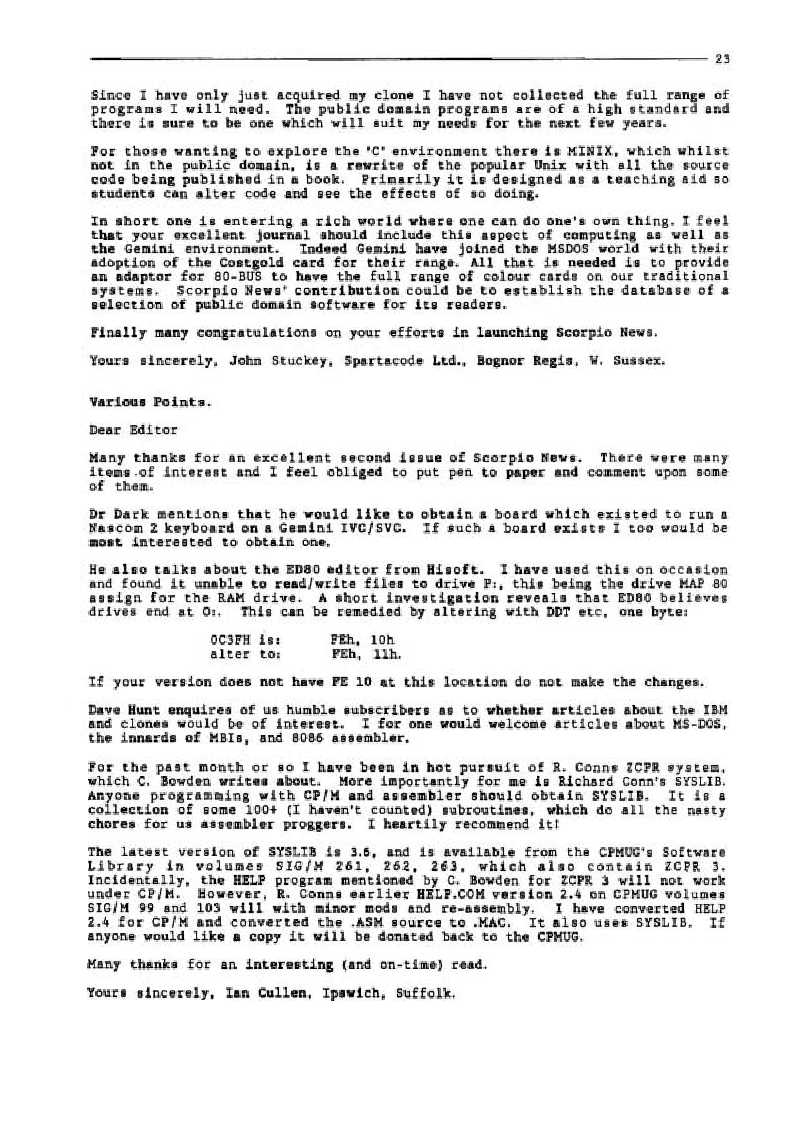 23
Since I have only just acquired my clone I have not collected the full range of
programs I will need. The public domain programs are of a high standard and
there is sure to be one which will suit my needs for the next few years.
For those wanting to explore the 'C' environment there is MINIX, which whilst
not in the public domain, is a rewrite of the popular Unix with all the source
code being published in a book. Primarily it is designed as a teaching aid so
students can alter code and see the effects of so doing.
In short one is entering a rich world where one can do one's own thing. I feel
that your excellent journal should include this aspect of computing as well as
the Gemini environment. Indeed Gemini have joined the MSDOS world with their
adoption of the Costgold card for their range. All that is needed is to provide
an adaptor for 80-BUS to have the full range of colour cards on our traditional
systems. Scorpio News' contribution could be to establish the database of a
selection of public domain software for its readers.
Finally many congratulations on your efforts in launching Scorpio News.
Yours sincerely, John Stuckey, Spartacode Ltd., Bognor Regis, W. Sussex.
Various Points.
Dear Editor
Many thanks for an excellent second issue of Scorpio News. There were many
items of interest and I feel obliged to put pen to paper and comment upon some
of them.
Dr Dark mentions that he would like to obtain a board which existed to run a
Nascom 2 keyboard on a Gemini IVC/SVC. If such a board exists I too would be
most interested to obtain one.
He also talks about the ED80 editor from Hisoft. I have used this on occasion
and found it unable to read/write files to drive P:, this being the drive MAP 80
assign for the RAM drive. A short investigation reveals that ED80 believes
drives end at O:. This can be remedied by altering with DDT etc, one byte:
0C3FH is: FEh, 10h
alter to: FEh, 11h.
If your version does not have FE 10 at this location do not make the changes.
Dave Hunt enquires of us humble subscribers as to whether articles about the IBM
and clones would be of interest. I for one would welcome articles about MS-DOS,
the innards of MBIs, and 8086 assembler.
For the past month or so I have been in hot pursuit of R. Conns ZCPR system,
which C. Bowden writes about. More importantly for me is Richard Conn's SYSLIB.
Anyone programming with CP/M and assembler should obtain SYSLIB. It is a
collection of some 100+ (I haven't counted) subroutines, which do all the nasty
chores for us assembler proggers. I heartily recommend it!
The latest version of SYSLIB is 3.6, and is available from the CPMUG's Software
Library in volumes SIG/M 261, 262, 263, which also contain ZCPR 3.
Incidentally, the HELP program mentioned by C. Bowden for ZCPR 3 will not work
under CP/M. However, R. Conns earlier HELP.COM version 2.4 on CPMUG volumes
SIG/M 99 and 103 will with minor mods and re-assembly. I have converted HELP
2.4 for CP/M and converted the .ASM source to .MAC. It also uses SYSLIB. If
anyone would like a copy it will be donated back to the CPMUG.
Many thanks for an interesting (and on-time) read.
Yours sincerely, Ian Cullen, Ipswich, Suffolk.